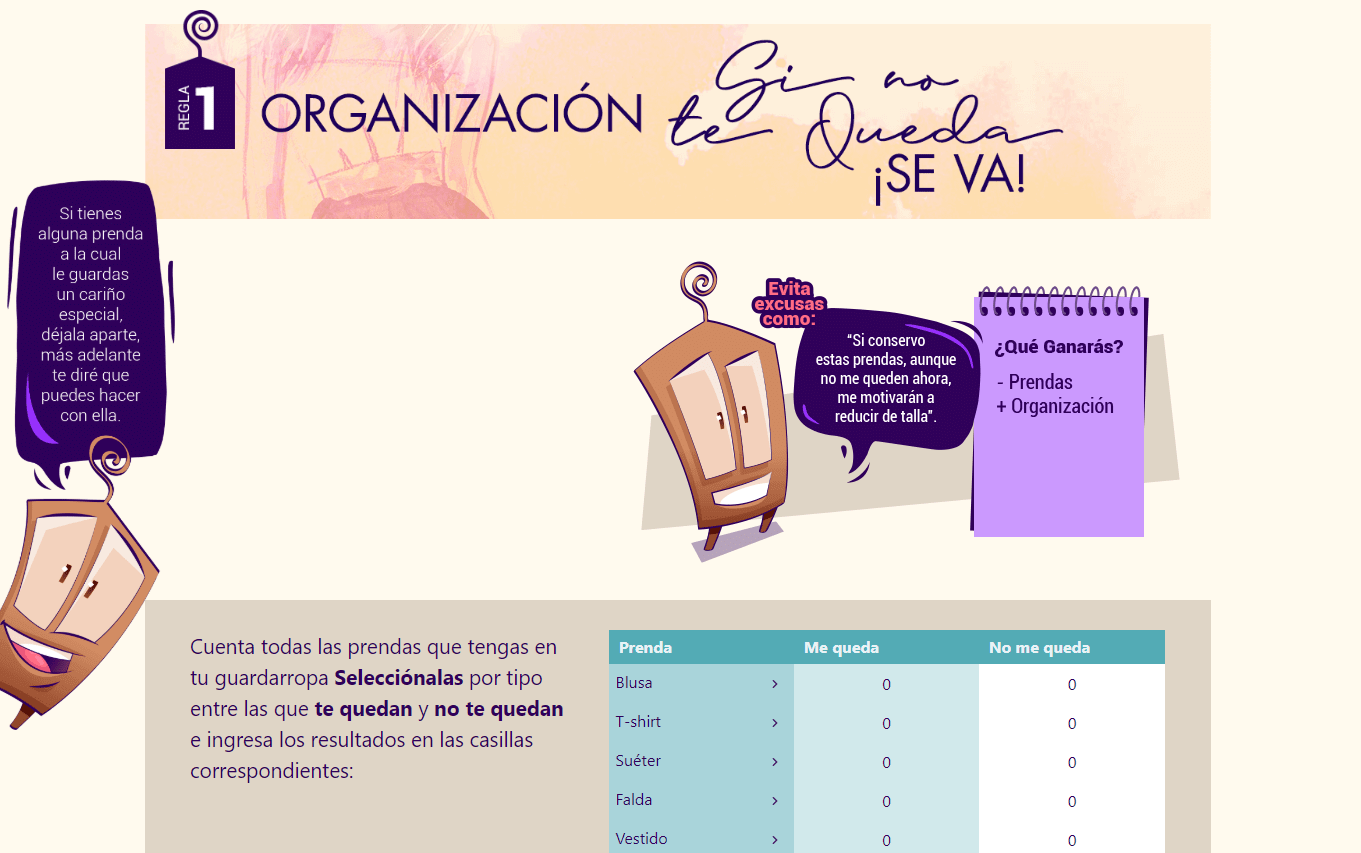 REGLA 1
ORGANIZACIÓN
Si no
te Queda
¡SE VA!
Si tienes
alguna prenda
a la cual
le guardas
un cariño
especial,
déjala aparte,
más adelante
te diré que
puedes hacer
con ella.
Evita
excusas
como:
“Si conservo
estas prendas, aunque
no me queden ahora,
me motivarán a
reducir de talla”.
¿Qué Ganarás?
- Prendas
+ Organización
Cuenta todas las prendas que tengas en
tu guardarropa Selecciónalas por tipo
entre las que te quedan y no te quedan
e ingresa los resultados en las casillas
correspondientes:
Prenda Me queda No me queda
Blusa > 0 0
T-shirt > 0 0
Suéter > 0 0
Falda > 0 0
Vestido > 0 0